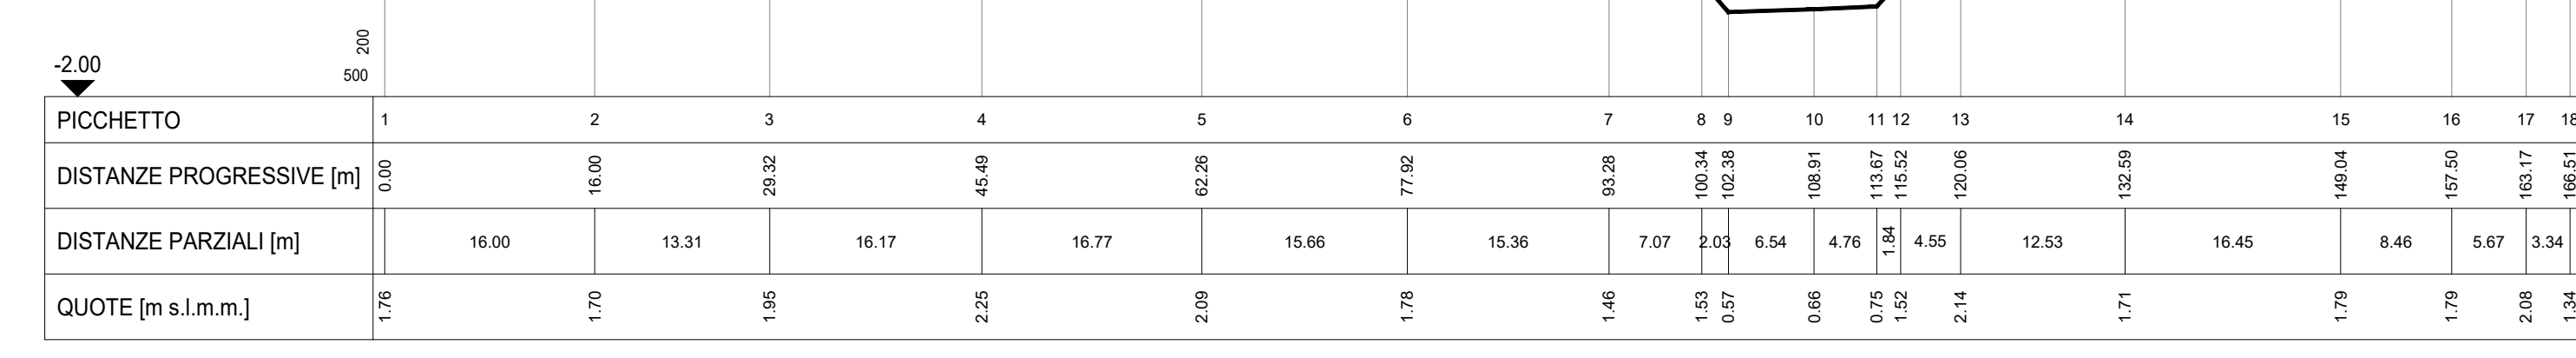 200
-2.00
500
PICCHETTO 1 2 3 4 5 6 7 8 9 10 11 12 13 14 15 16 17 18
DISTANZE PROGRESSIVE [m] 0.00 16.00 29.32 45.49 62.26 77.92 93.28 100.34 102.38 108.91 113.67 115.52 120.06 132.59 149.04 157.50 163.17 166.51
DISTANZE PARZIALI [m] 16.00 13.31 16.17 16.77 15.66 15.36 7.07 2.03 6.54 4.76 1.84 4.55 12.53 16.45 8.46 5.67 3.34
QUOTE [m s.l.m.m.] 1.76 1.70 1.95 2.25 2.09 1.78 1.46 1.53 0.57 0.66 0.75 1.52 2.14 1.71 1.79 1.79 2.08 1.34